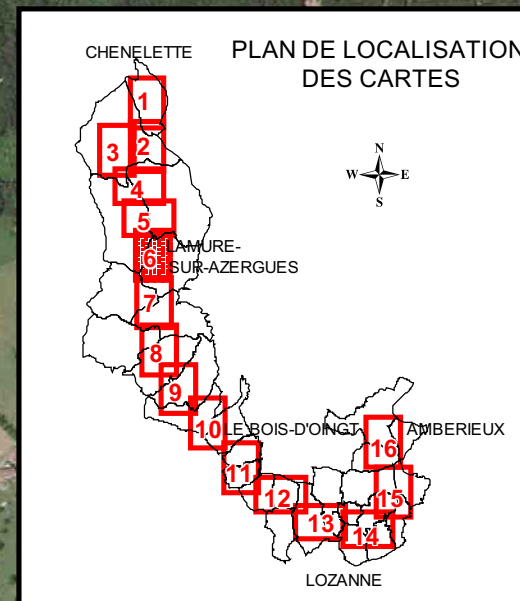 CHENELETTE
PLAN DE LOCALISATION
DES CARTES
1
2
3
4
N
W E
S
5
6
LAMURE-
SUR-AZERGUES
7
8
9
10
LE BOIS-D'OINGT
AMBERIEUX
16
11
12
15
13
14
LOZANNE